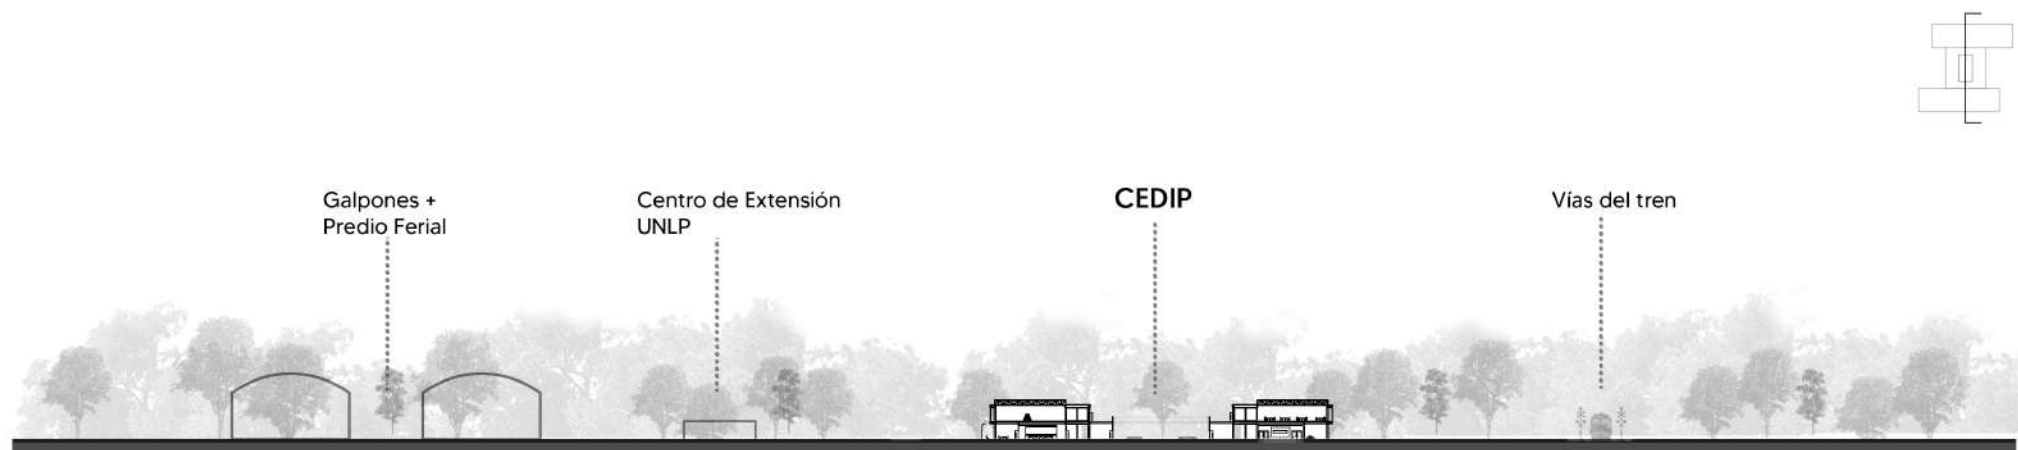 Galpones +
Predio Ferial
Centro de Extensión
UNLP
CEDIP
Vías del tren